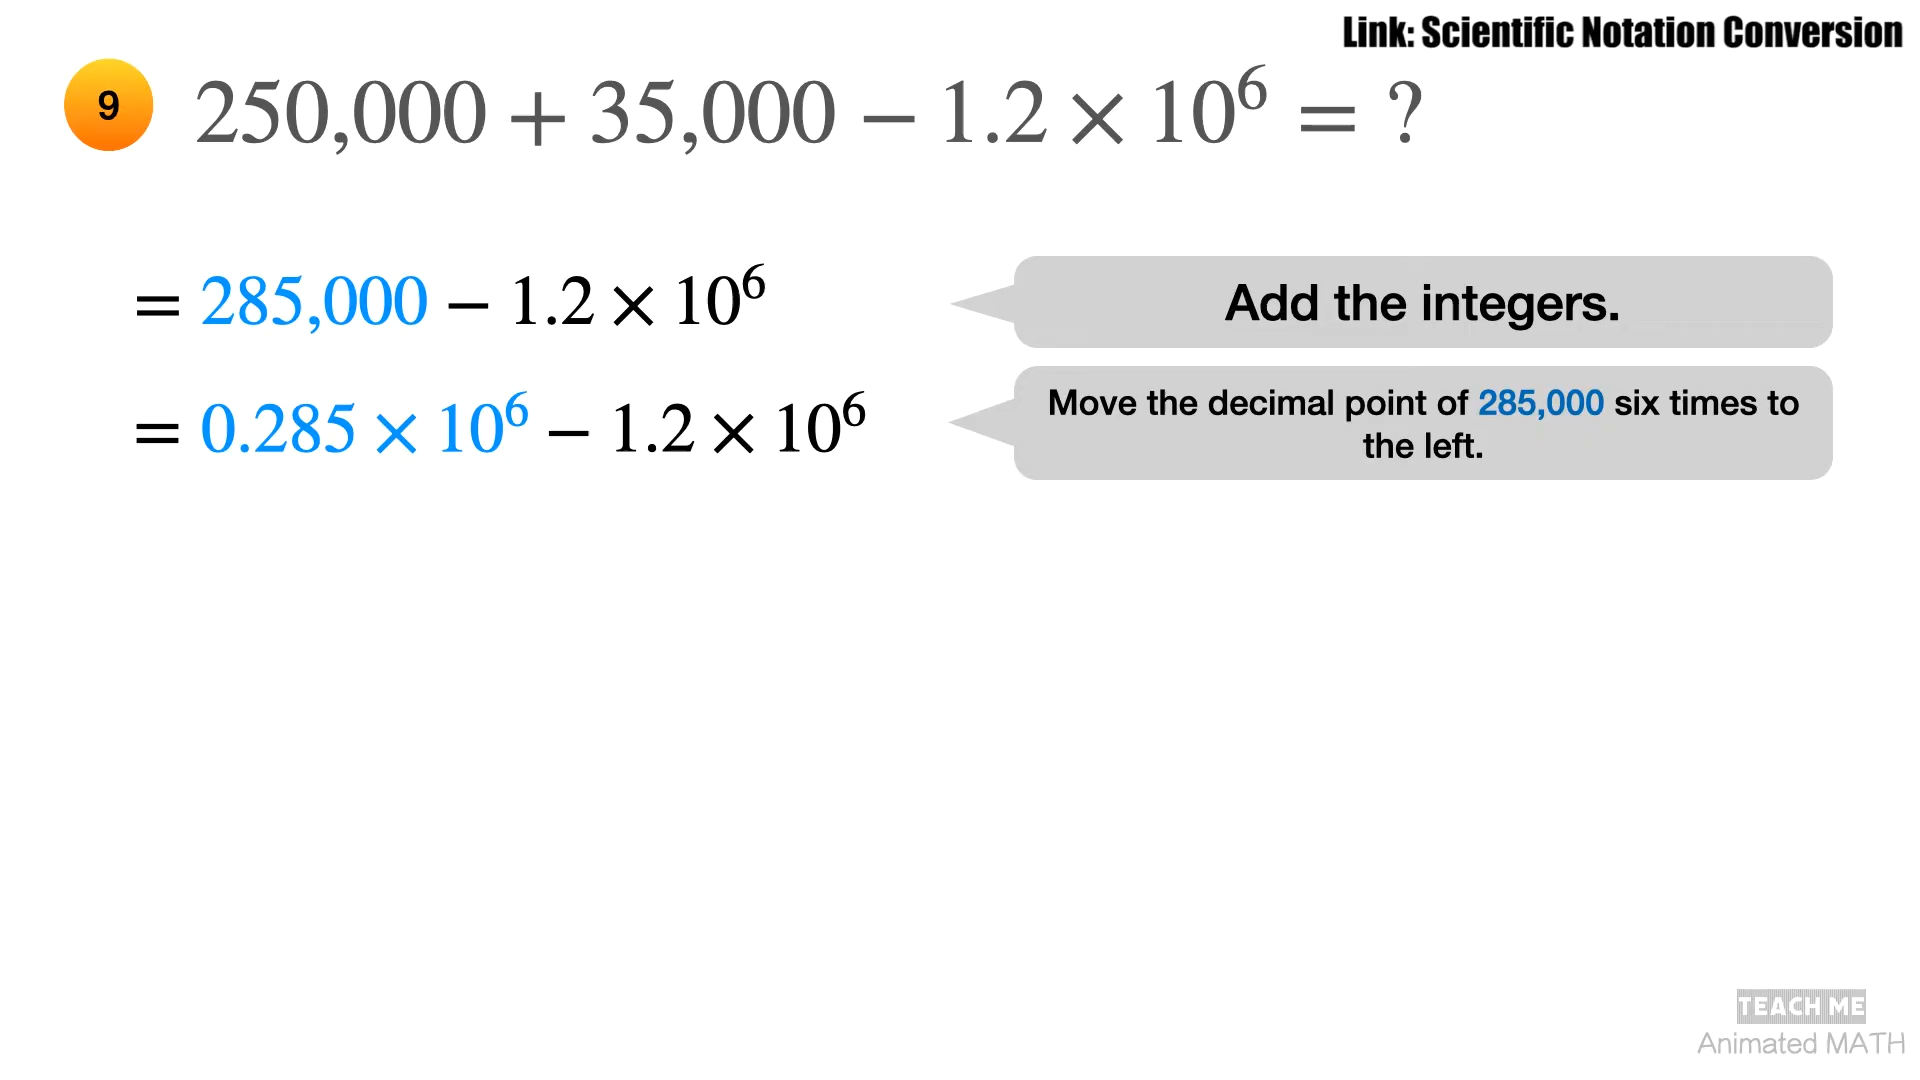 Link: Scientific Notation Conversion
9
250,000 + 35,000 − 1.2 × 10⁶ = ?
= 285,000 − 1.2 × 10⁶
Add the integers.
= 0.285 × 10⁶ − 1.2 × 10⁶
Move the decimal point of 285,000 six times to
the left.
TEACH ME
Animated MATH